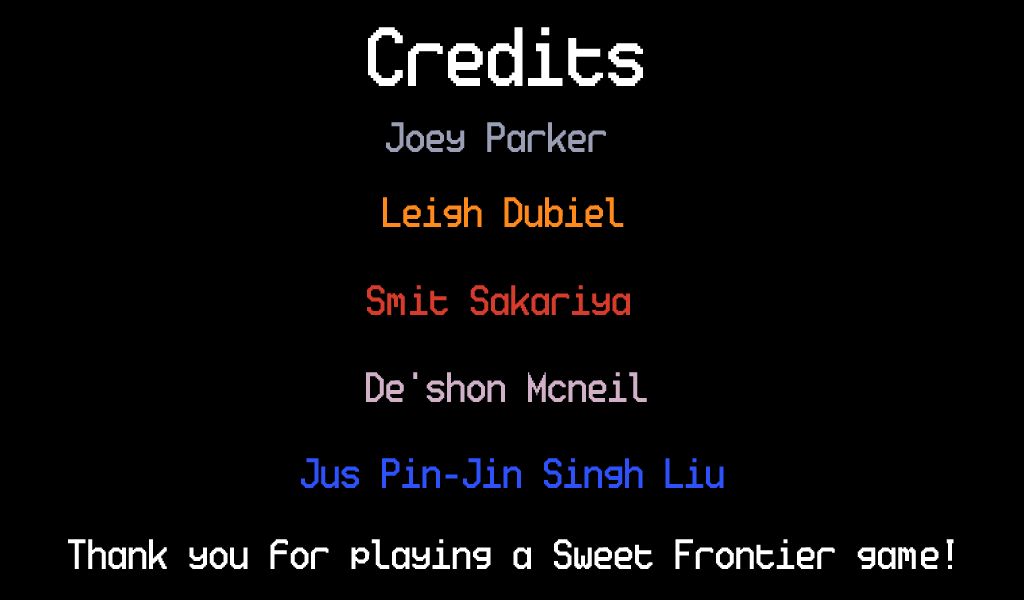 Credits
Joey Parker
Leigh Dubiel
Smit Sakariya
De'shon Mcneil
Jus Pin-Jin Singh Liu
Thank you for playing a Sweet Frontier game!